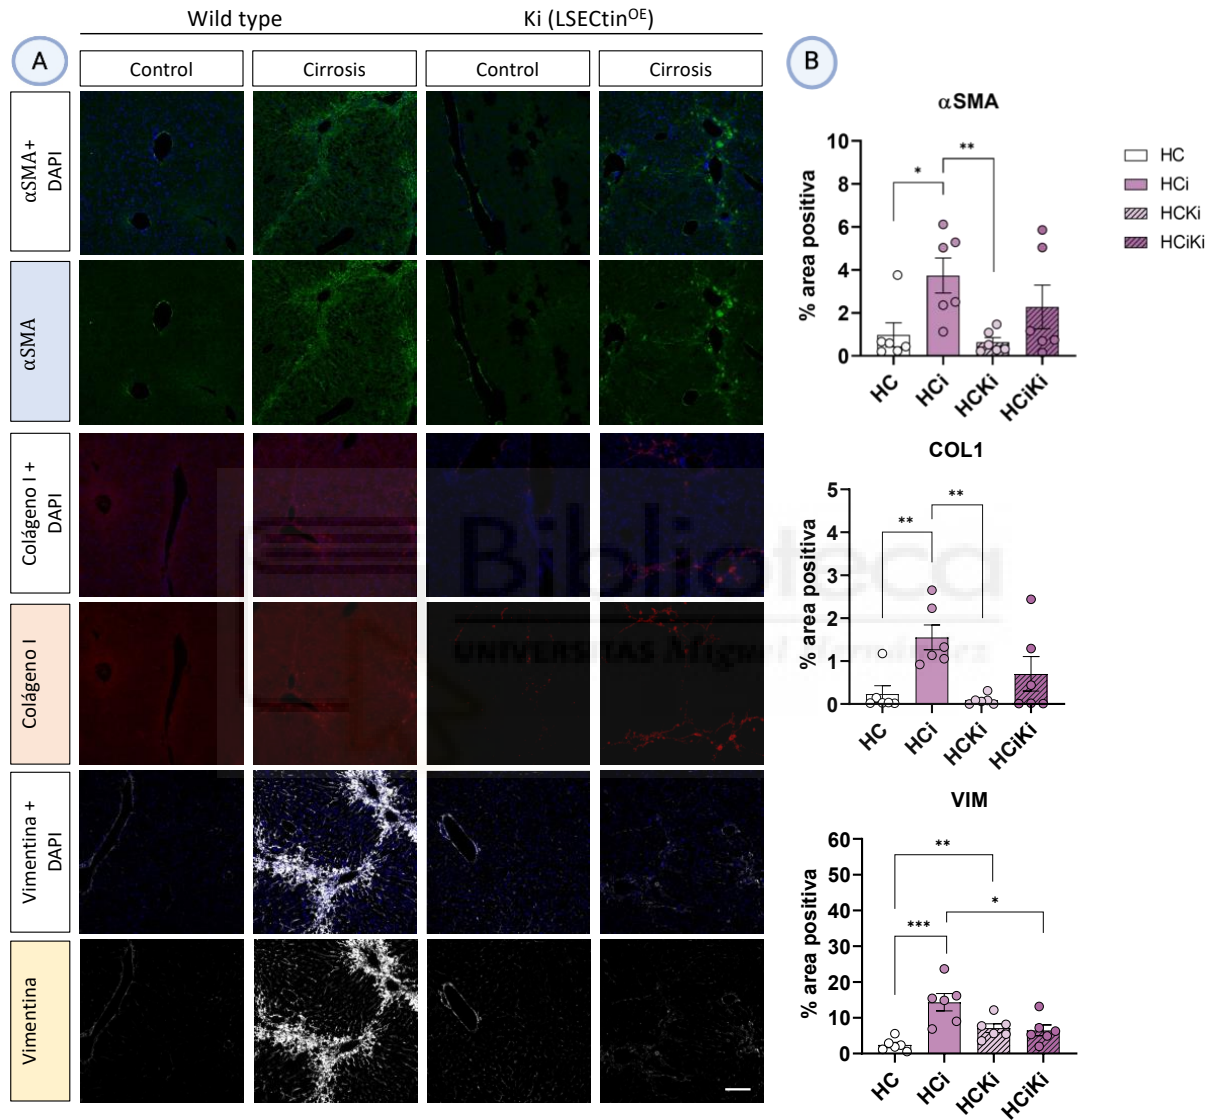 Wild type
Ki (LSECtinOE)
A
Control
Cirrosis
Control
Cirrosis
αSMA+
DAPI
αSMA
Colágeno I +
DAPI
Colágeno I
Vimentina +
DAPI
Vimentina
Biblioteca
UNIVERSITAS Miguel Hernández
B
αSMA
% area positiva
10
8
6
4
2
0
*
**
HC
HCi
HCKi
HCiKi
HC
HCi
HCKi
HCiKi
COL1
% area positiva
5
4
3
2
1
0
**
**
HC
HCi
HCKi
HCiKi
VIM
% area positiva
60
50
40
30
20
10
0
**
***
*
HC
HCi
HCKi
HCiKi